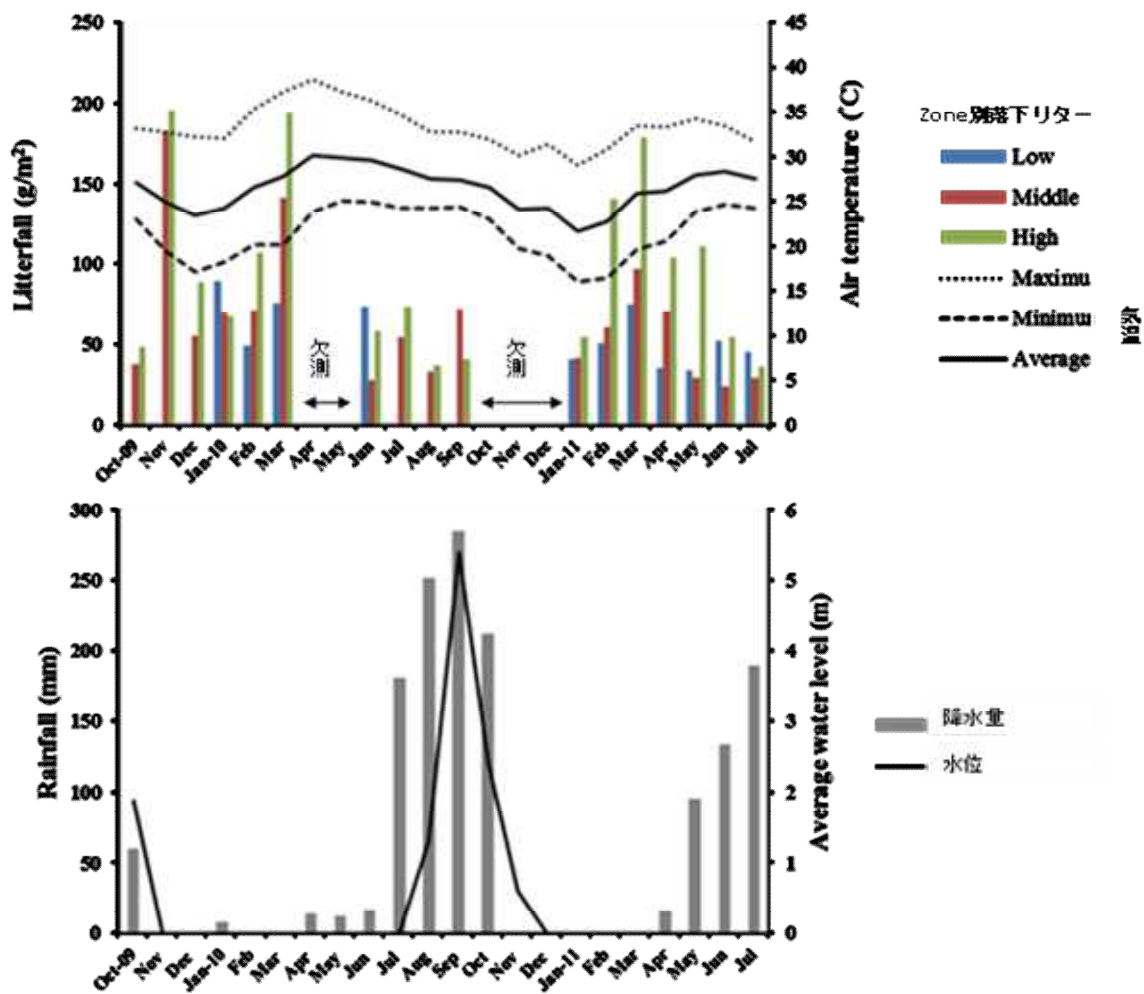 250
200
150
100
50
0
Litterfall (g/m²)
45
40
35
30
25
20
15
10
5
0
Air temperature (˚C)
欠測
欠測
Oct-09
Nov
Dec
Jan-10
Feb
Mar
Apr
May
Jun
Jul
Aug
Sep
Oct
Nov
Dec
Jan-11
Feb
Mar
Apr
May
Jun
Jul
Zone別落下リター
Low
Middle
High
Maximu
Minimu
Average
300
250
200
150
100
50
0
Rainfall (mm)
6
5
4
3
2
1
0
Average water level (m)
Oct-09
Nov
Dec
Jan-10
Feb
Mar
Apr
May
Jun
Jul
Aug
Sep
Oct
Nov
Dec
Jan-11
Feb
Mar
Apr
May
Jun
Jul
降水量
水位